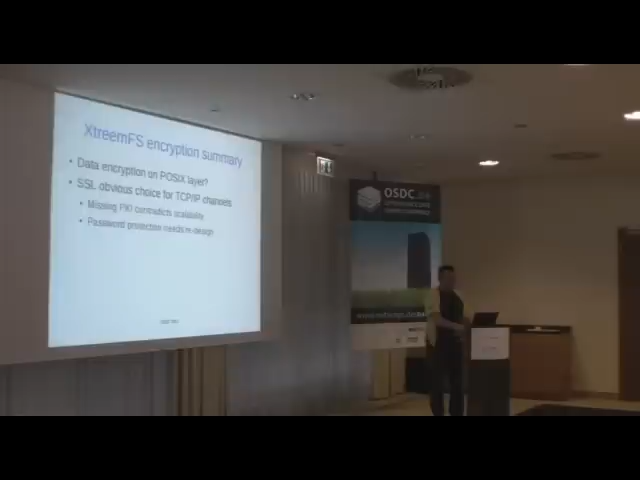 XtreemFS encryption summary
• Data encryption on POSIX layer?
• SSL obvious choice for TCP/IP channels
• Missing PKI contradicts scalability
• Password protection needs re-design
OSDC.de